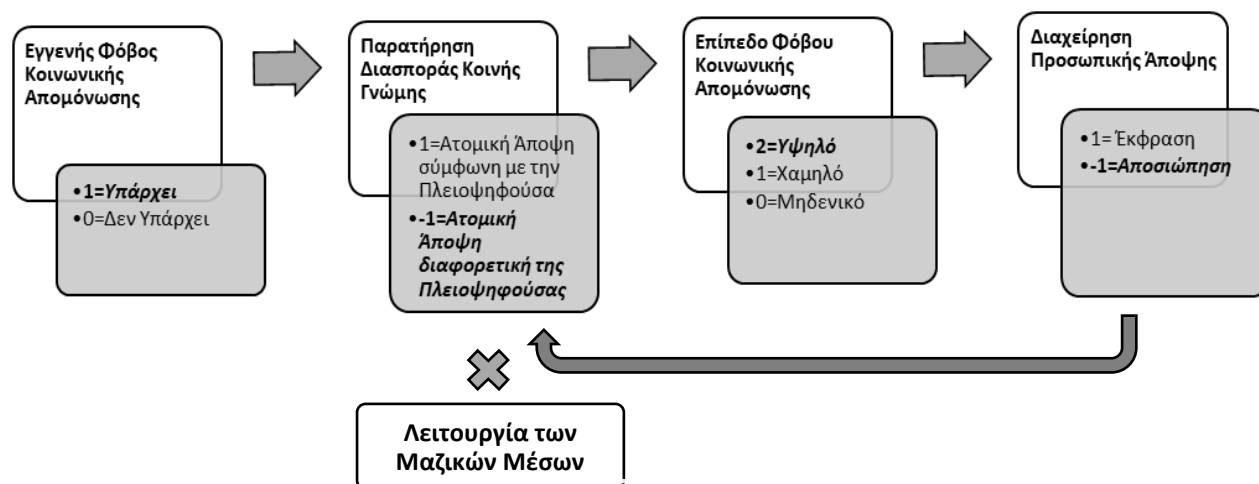 Εγγενής Φόβος
Κοινωνικής
Απομόνωσης
•1=Υπάρχει
•0=Δεν Υπάρχει
Παρατήρηση
Διασποράς Κοινής
Γνώμης
•1=Ατομική Άποψη
σύμφωνη με την
Πλειοψηφούσα
•-1=Ατομική
Άποψη
διαφορετική της
Πλειοψηφούσας
Επίπεδο Φόβου
Κοινωνικής
Απομόνωσης
•2=Υψηλό
•1=Χαμηλό
•0=Μηδενικό
Διαχείρηση
Προσωπικής Άποψης
•1= Έκφραση
•-1=Αποσιώπηση
Λειτουργία των
Μαζικών Μέσων